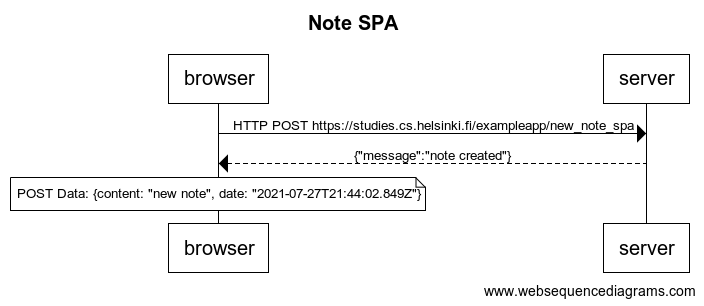 Note SPA
browser
server
HTTP POST https://studies.cs.helsinki.fi/exampleapp/new_note_spa
{"message":"note created"}
POST Data: {content: "new note", date: "2021-07-27T21:44:02.849Z"}
browser
server
www.websequencediagrams.com